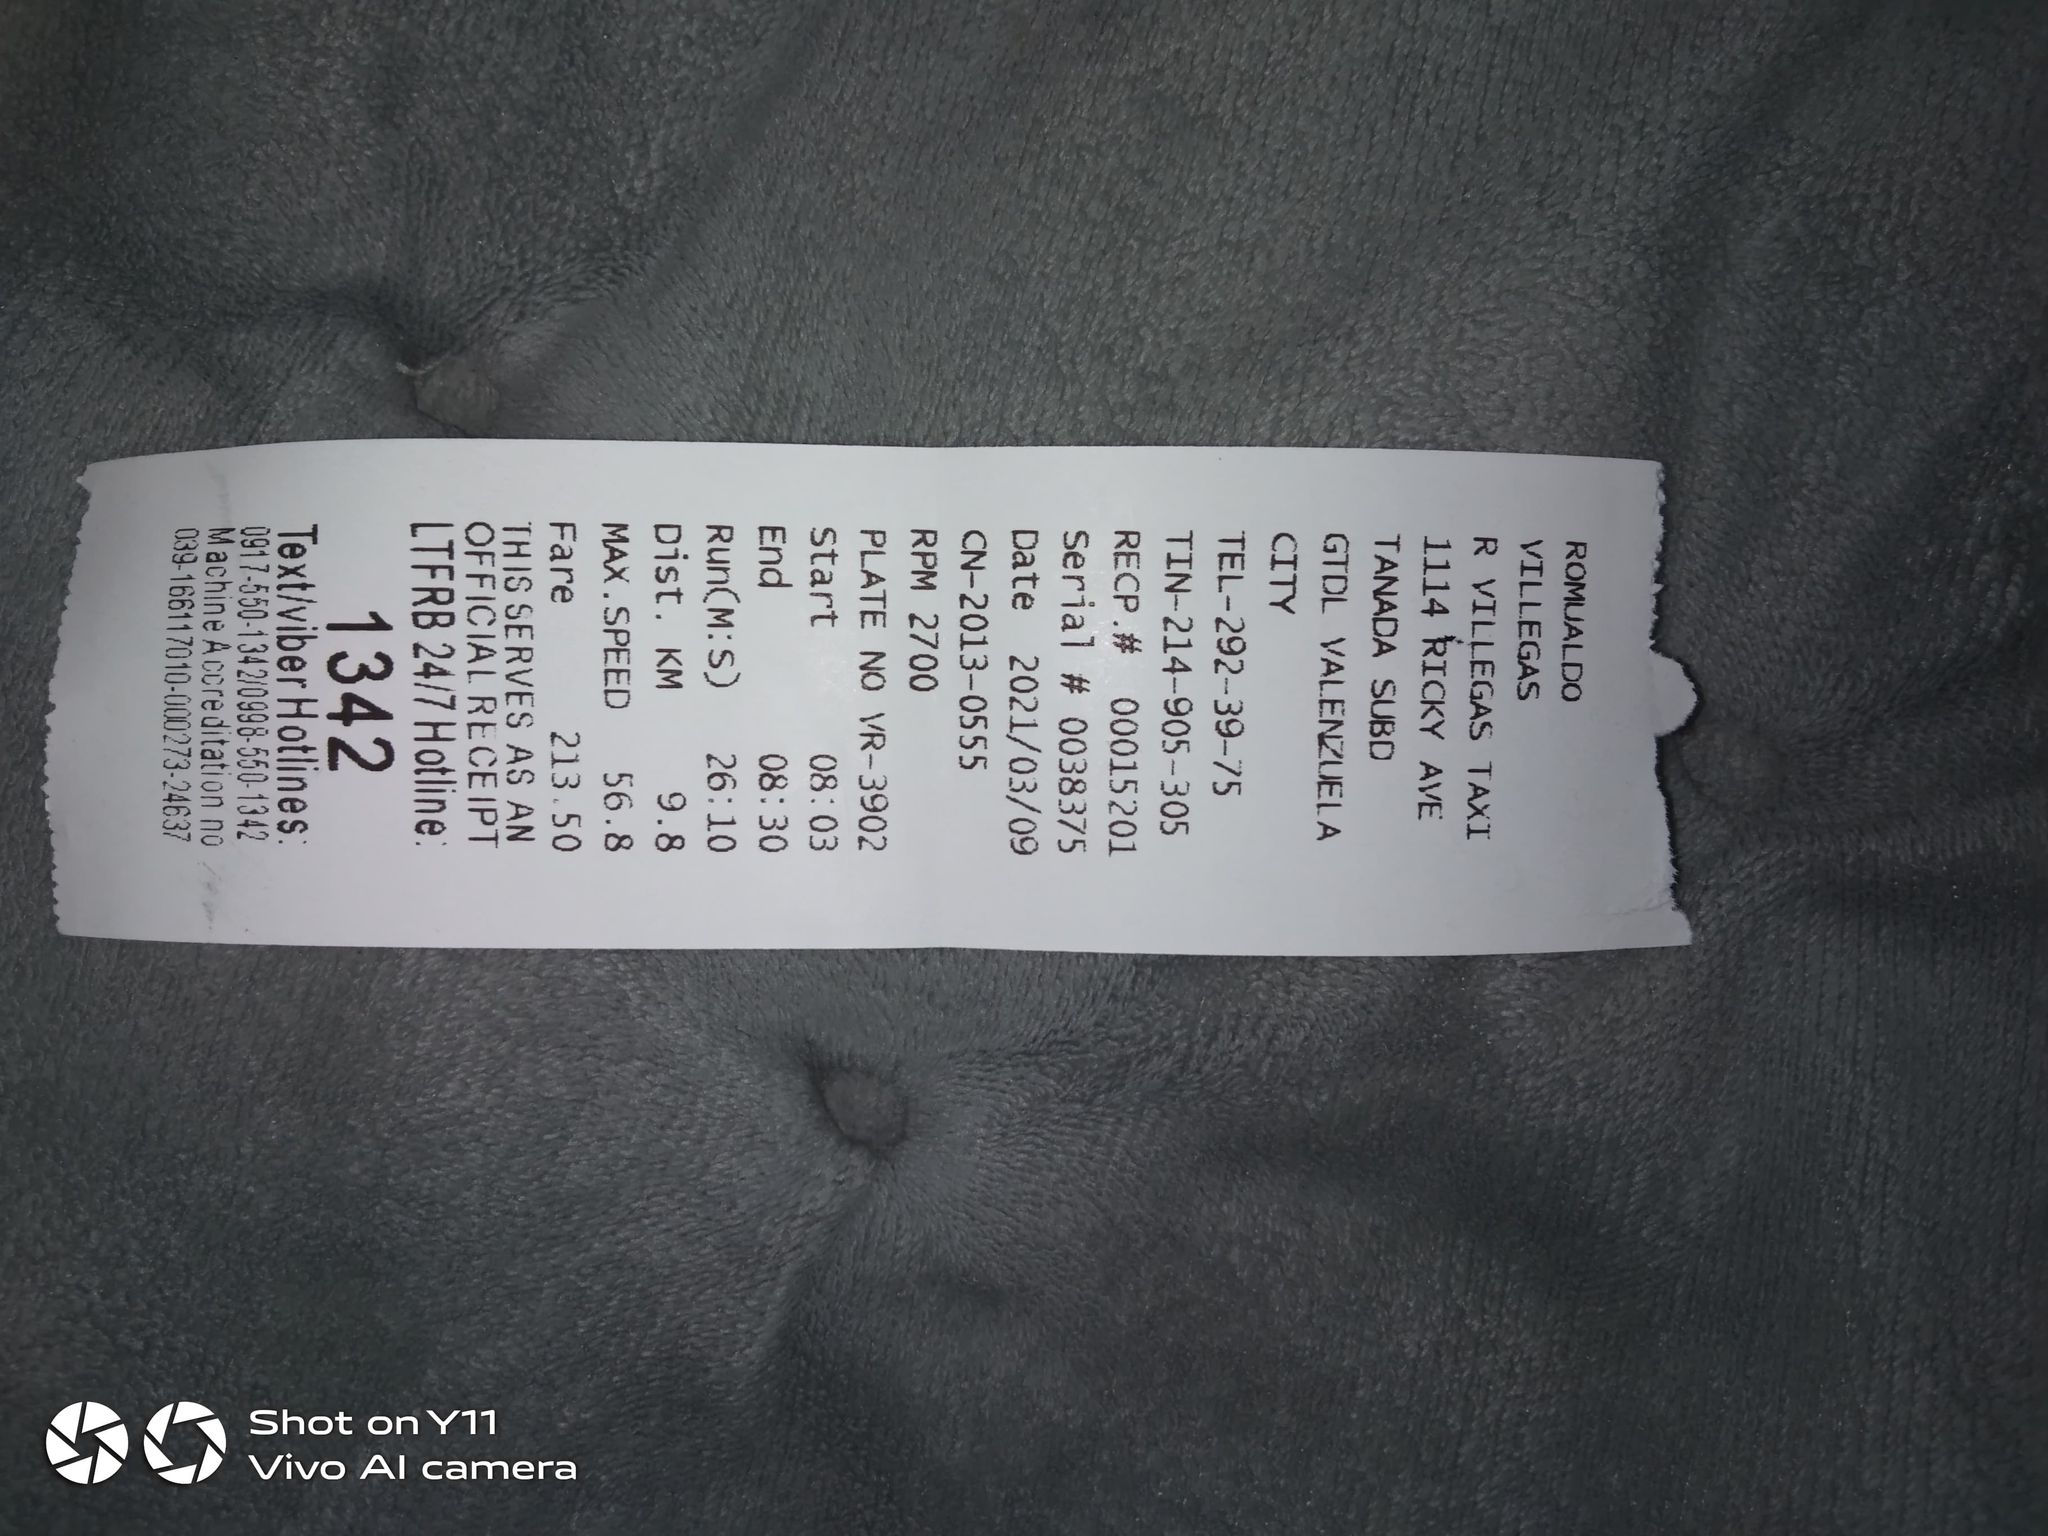 ROMUALDO
VILLEGAS
R VILLEGAS TAXI
1114 RICKY AVE
TANADA SUBD
GTDL VALENZUELA
CITY
TEL-292-39-75
TIN-214-905-305
RECP.# 00015201
Serial # 0038375
Date 2021/03/09
CN-2013-0555
RPM 2700
PLATE NO VR-3902
Start 08:03
End 08:30
Run(M:S) 26:10
Dist. KM 9.8
MAX.SPEED 56.8
Fare 213.50
THIS SERVES AS AN
OFFICIAL RECEIPT
LTFRB 24/7 Hotline:
1342
Text/viber Hotlines:
0917-550-1342/0998-550-1342
Machine Accreditation no
039-166117010-000273-24637
Shot on Y11
Vivo AI camera